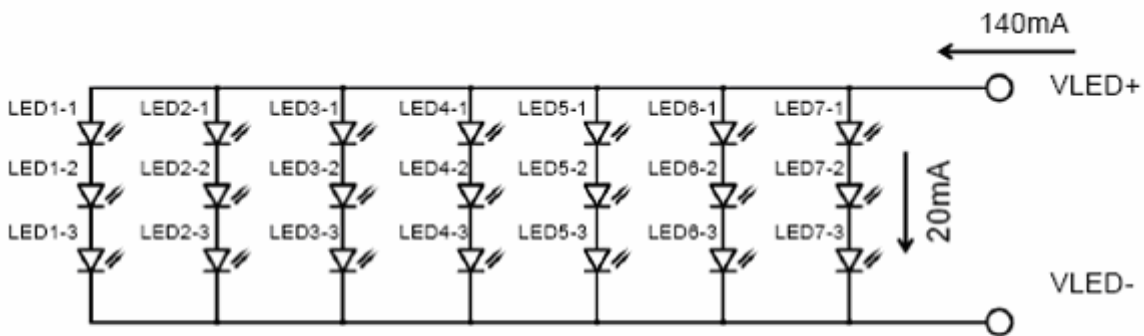 140mA
VLED+
LED1-1 LED2-1 LED3-1 LED4-1 LED5-1 LED6-1 LED7-1
LED1-2 LED2-2 LED3-2 LED4-2 LED5-2 LED6-2 LED7-2
20mA
LED1-3 LED2-3 LED3-3 LED4-3 LED5-3 LED6-3 LED7-3
VLED-